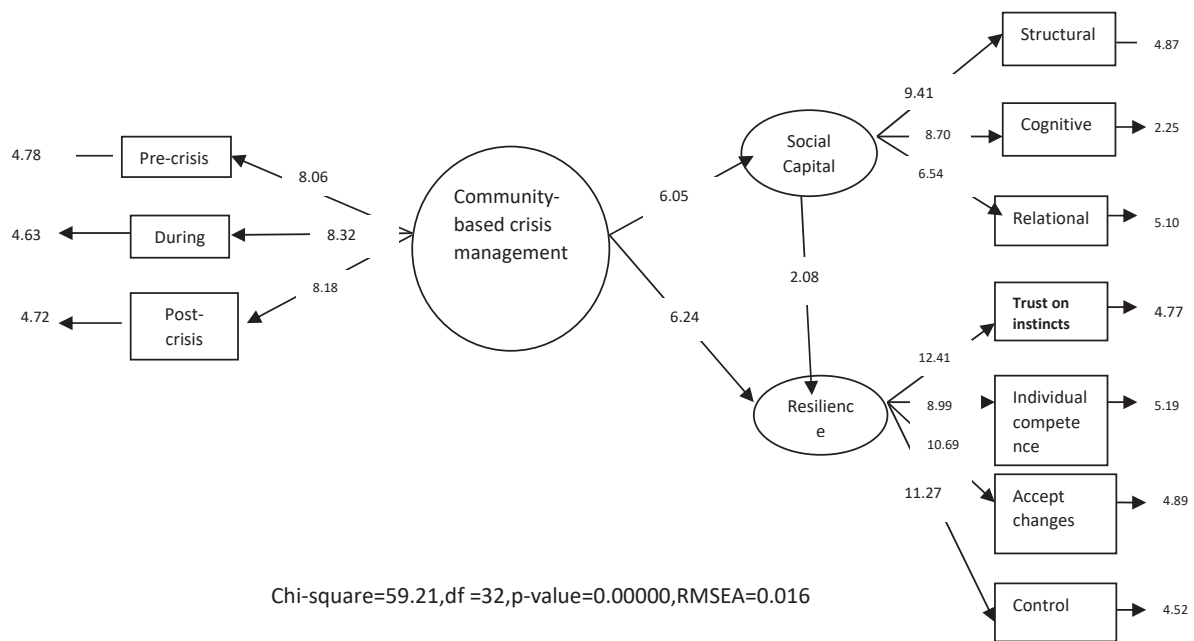 4.78
Pre-crisis
8.06
4.63
During
8.32
8.18
4.72
Post-
crisis
Community-
based crisis
management
6.05
6.24
Social
Capital
2.08
Resilienc
e
9.41
8.70
6.54
Structural
4.87
Cognitive
2.25
Relational
5.10
12.41
8.99
10.69
11.27
Trust on
instincts
4.77
Individual
compete
nce
5.19
Accept
changes
4.89
Control
4.52
Chi-square=59.21,df =32,p-value=0.00000,RMSEA=0.016